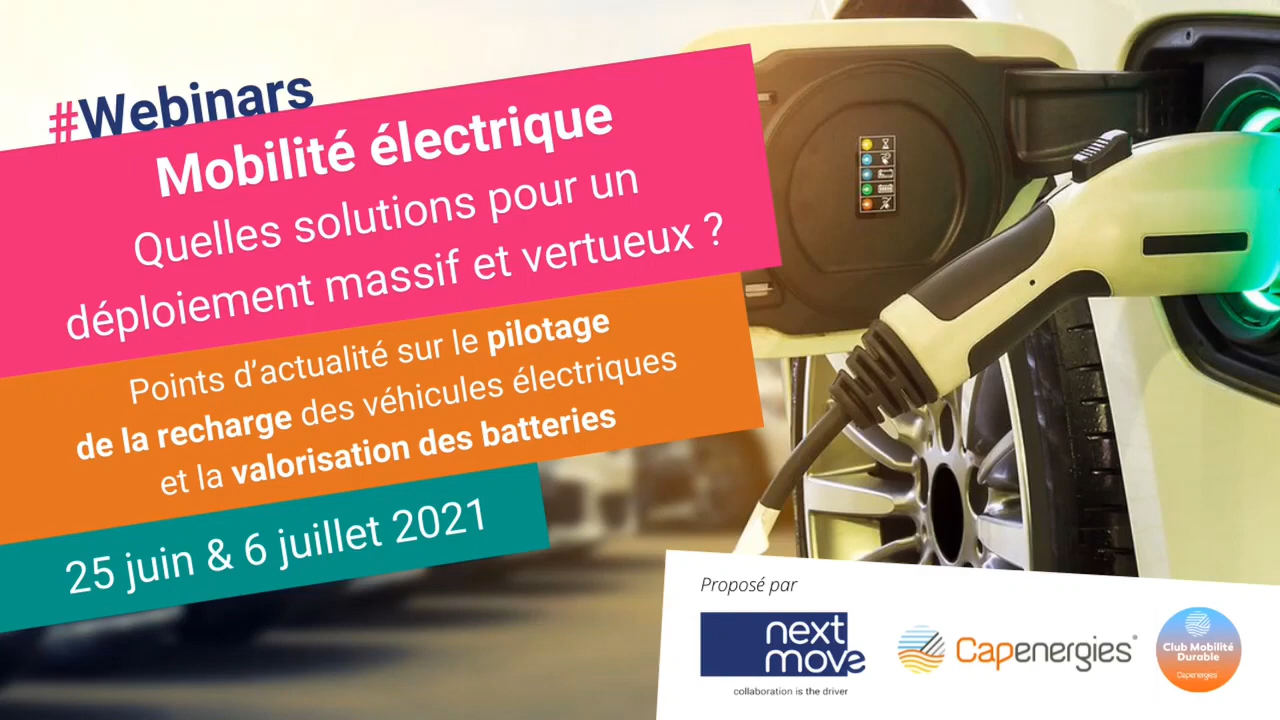 #Webinars
Mobilité électrique
Quelles solutions pour un
déploiement massif et vertueux ?
Points d'actualité sur le pilotage
de la recharge des véhicules électriques
et la valorisation des batteries
25 juin & 6 juillet 2021
Proposé par
next
move
collaboration is the driver
Capenergies®
Club Mobilité
Durable
Capenergies